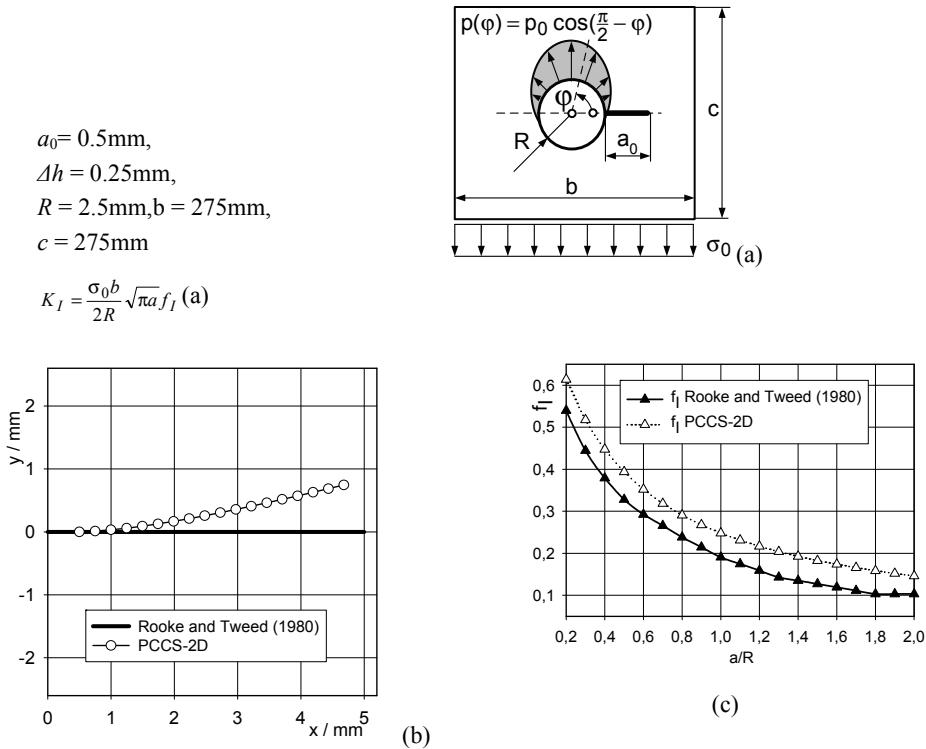 p(φ) = p0 cos(π/2 – φ)
φ
R
a0
b
c
σ0 (a)
a0= 0.5mm,
Δh = 0.25mm,
R = 2.5mm,b = 275mm,
c = 275mm
K_I = σ0b/2R √πa f_I (a)
y / mm
2
1
0
-1
-2
Rooke and Tweed (1980)
PCCS-2D
0 1 2 3 4 5
x / mm
(b)
f_I
0,6
0,5
0,4
0,3
0,2
0,1
f_I Rooke and Tweed (1980)
f_I PCCS-2D
0,2 0,4 0,6 0,8 1,0 1,2 1,4 1,6 1,8 2,0
a/R
(c)